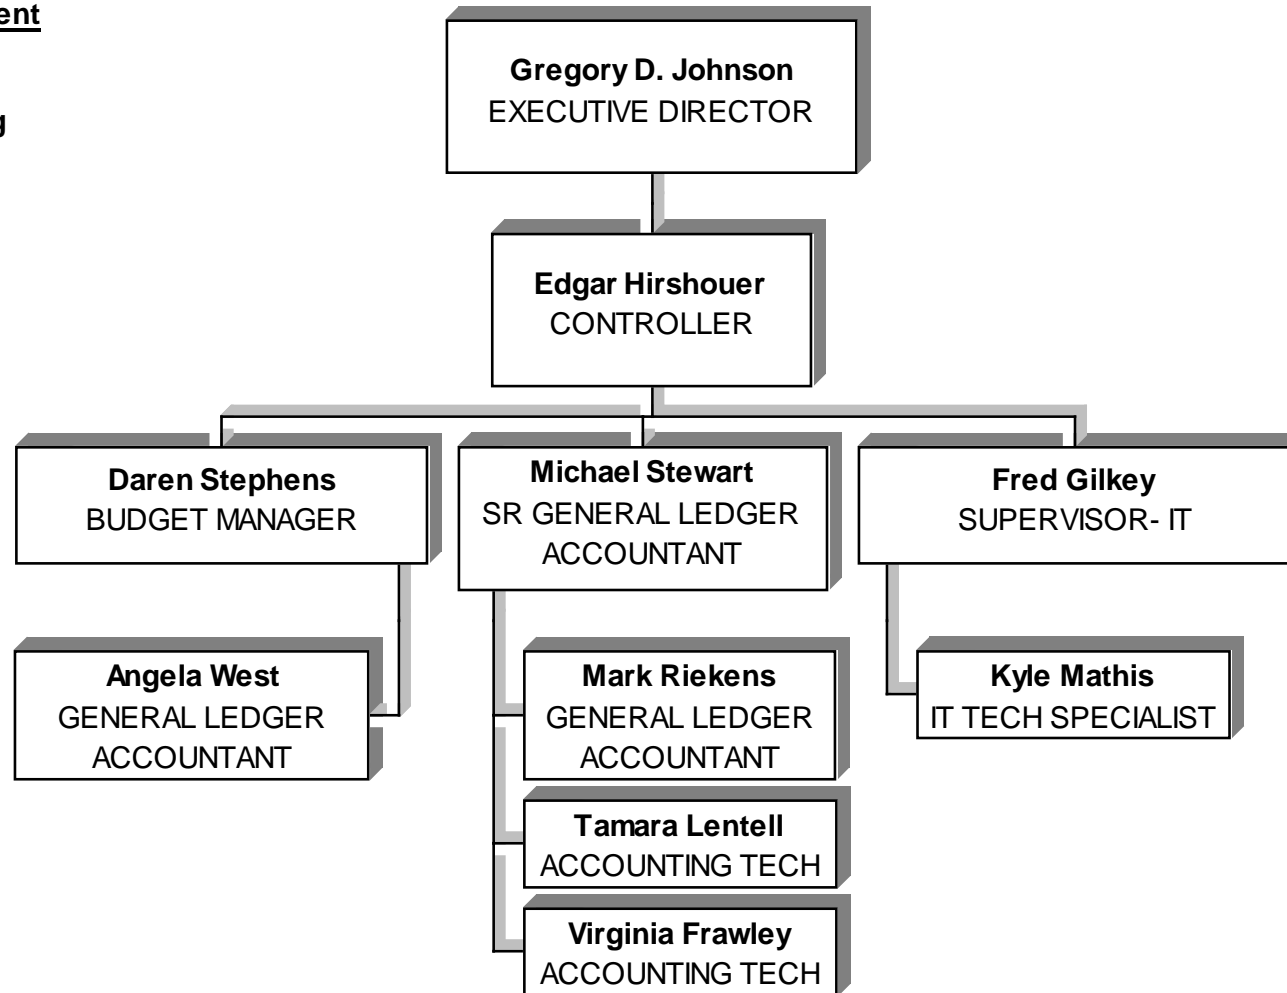 Gregory D. Johnson
EXECUTIVE DIRECTOR
Edgar Hirshouer
CONTROLLER
Daren Stephens
BUDGET MANAGER
Michael Stewart
SR GENERAL LEDGER
ACCOUNTANT
Fred Gilkey
SUPERVISOR- IT
Angela West
GENERAL LEDGER
ACCOUNTANT
Mark Riekens
GENERAL LEDGER
ACCOUNTANT
Kyle Mathis
IT TECH SPECIALIST
Tamara Lentell
ACCOUNTING TECH
Virginia Frawley
ACCOUNTING TECH